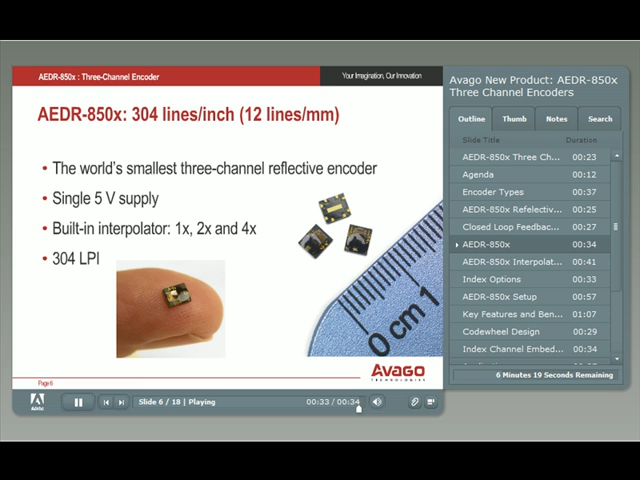 AEDR-850x : Three-Channel Encoder
Your Imagination, Our Innovation
AEDR-850x: 304 lines/inch (12 lines/mm)
• The world's smallest three-channel reflective encoder
• Single 5 V supply
• Built-in interpolator: 1x, 2x and 4x
• 304 LPI
0 cm 1
AVAGO
TECHNOLOGIES
Page 6
Adobe
Slide 6 / 18 | Playing
00:33 / 00:34
Avago New Product: AEDR-850x
Three Channel Encoders
Outline Thumb Notes Search
Slide Title Duration
AEDR-850x Three Ch... 00:23
Agenda 00:12
Encoder Types 00:37
AEDR-850x Refelectiv... 00:25
Closed Loop Feedbac... 00:27
AEDR-850x 00:34
AEDR-850x Interpolat... 00:41
Index Options 00:33
AEDR-850x Setup 00:57
Key Features and Ben... 01:07
Codewheel Design 00:29
Index Channel Embed... 00:34
6 Minutes 19 Seconds Remaining